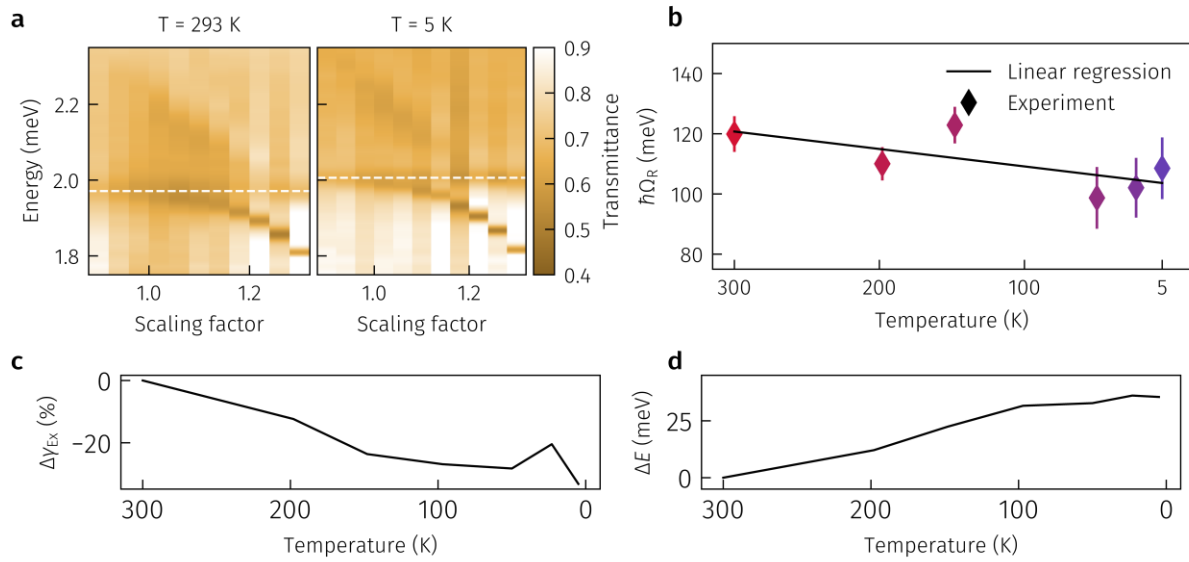 a
T = 293 K
T = 5 K
Energy (meV)
2.2
2.0
1.8
1.0
1.2
1.0
1.2
Scaling factor
Scaling factor
0.9
0.8
0.7
0.6
0.5
0.4
Transmittance
b
ħΩR (meV)
140
120
100
80
Linear regression
Experiment
300
200
100
5
Temperature (K)
c
ΔγEx (%)
0
−20
300
200
100
0
Temperature (K)
d
ΔE (meV)
25
0
300
200
100
0
Temperature (K)